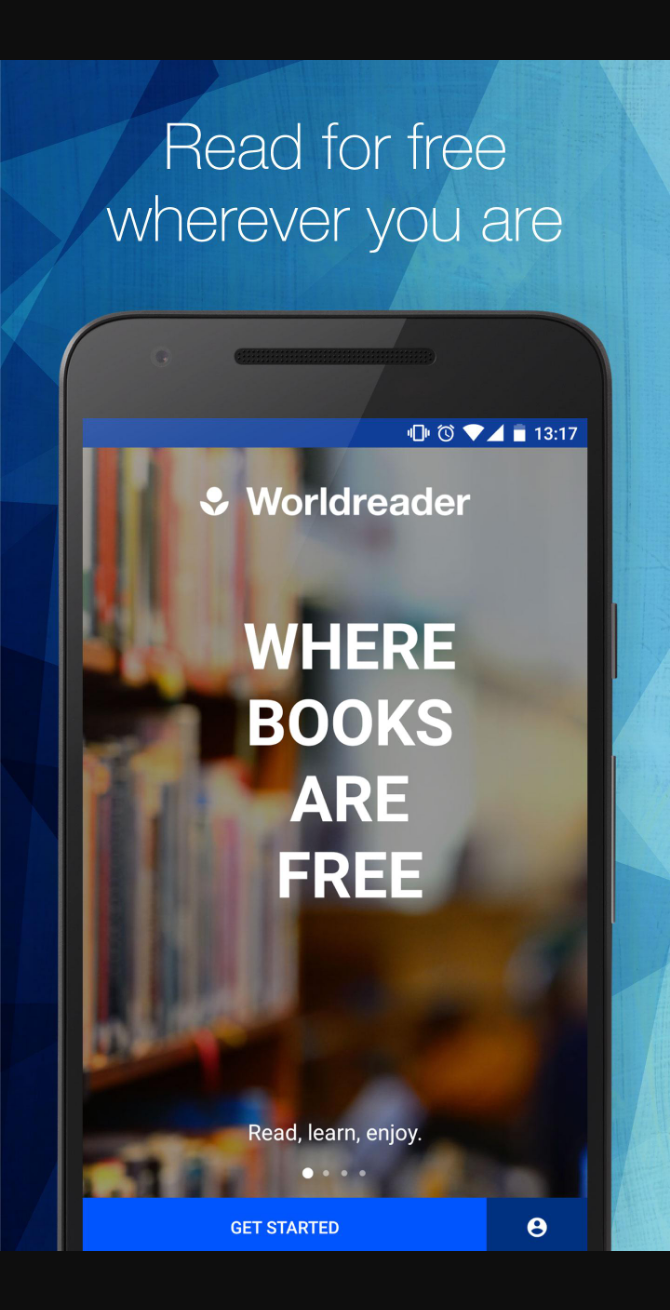 Read for free
wherever you are
13:17
Worldreader
WHERE
BOOKS
ARE
FREE
Read, learn, enjoy.
GET STARTED